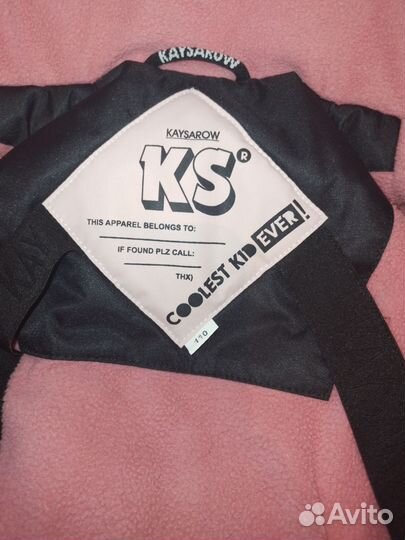 KAYSAROW
KAYSAROW
KS®
THIS APPAREL BELONGS TO:
IF FOUND PLZ CALL:
THX)
COOLEST KID EVER!
110
Avito